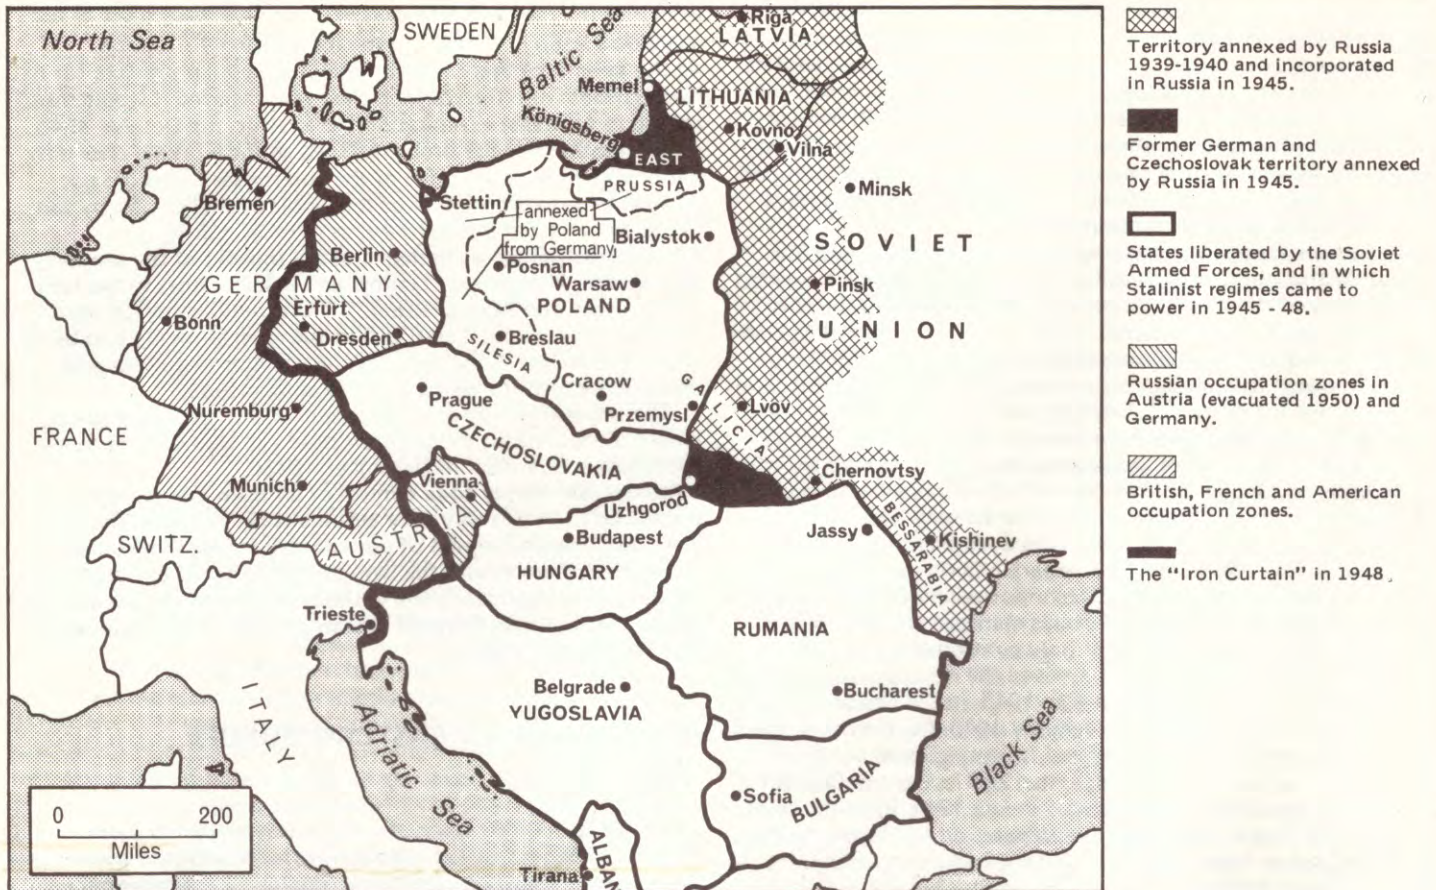 North Sea
SWEDEN
Baltic Sea
Riga
LATVIA
Memel
LITHUANIA
Königsberg
Kovno
Vilna
EAST
PRUSSIA
Minsk
Bremen
Stettin
annexed
by Poland
from Germany
Bialystok
SOVIET
UNION
Berlin
GERMANY
Posnan
Warsaw
POLAND
Pinsk
Erfurt
Bonn
Dresden
Breslau
SILESIA
Cracow
GALICIA
Przemysl
Lvov
Prague
Nuremburg
FRANCE
CZECHOSLOVAKIA
Chernovtsy
Munich
Vienna
Uzhgorod
BESSARABIA
SWITZ.
AUSTRIA
Budapest
HUNGARY
Jassy
Kishinev
Trieste
RUMANIA
Belgrade
YUGOSLAVIA
Bucharest
ITALY
Adriatic Sea
Black Sea
Sofia
BULGARIA
ALBAN
Tirana
0 200
Miles
Territory annexed by Russia
1939-1940 and incorporated
in Russia in 1945.
Former German and
Czechoslovak territory annexed
by Russia in 1945.
States liberated by the Soviet
Armed Forces, and in which
Stalinist regimes came to
power in 1945 - 48.
Russian occupation zones in
Austria (evacuated 1950) and
Germany.
British, French and American
occupation zones.
The "Iron Curtain" in 1948.